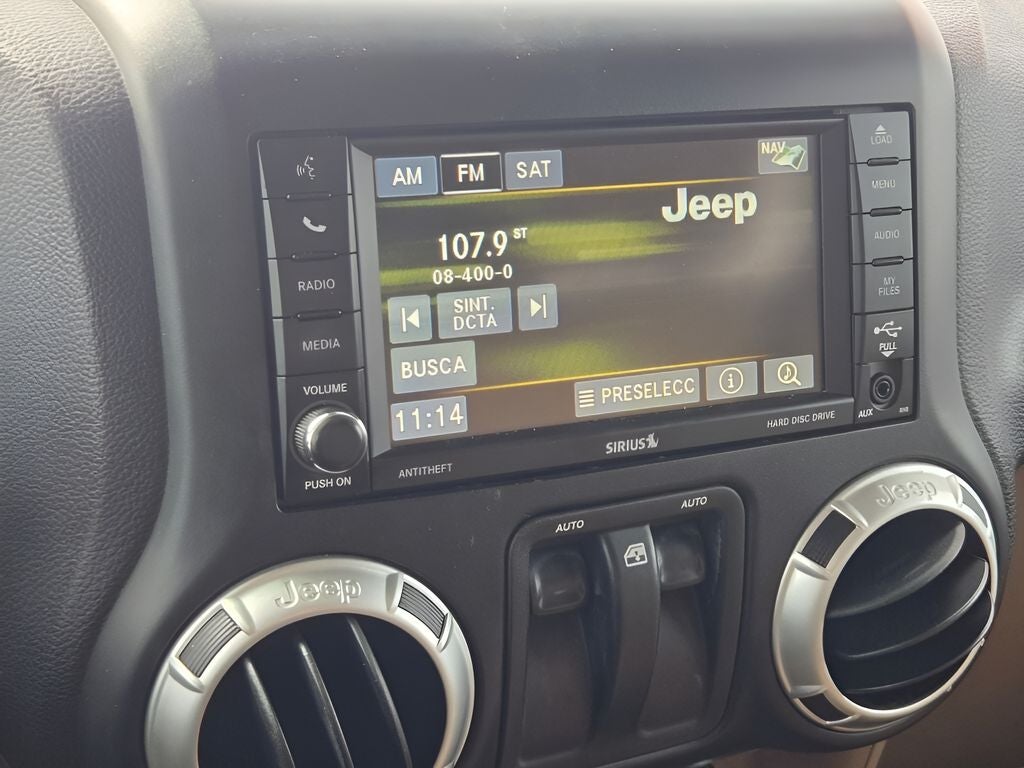 AM FM SAT NAV
Jeep
107.9 ST
08-400-0
SINT.
DCTA
BUSCA
11:14
PRESELECC
RADIO
MEDIA
VOLUME
PUSH ON
ANTITHEFT
SIRIUS
HARD DISC DRIVE
LOAD
MENU
AUDIO
MY
FILES
PULL
AUX
AUTO
AUTO
Jeep
Jeep